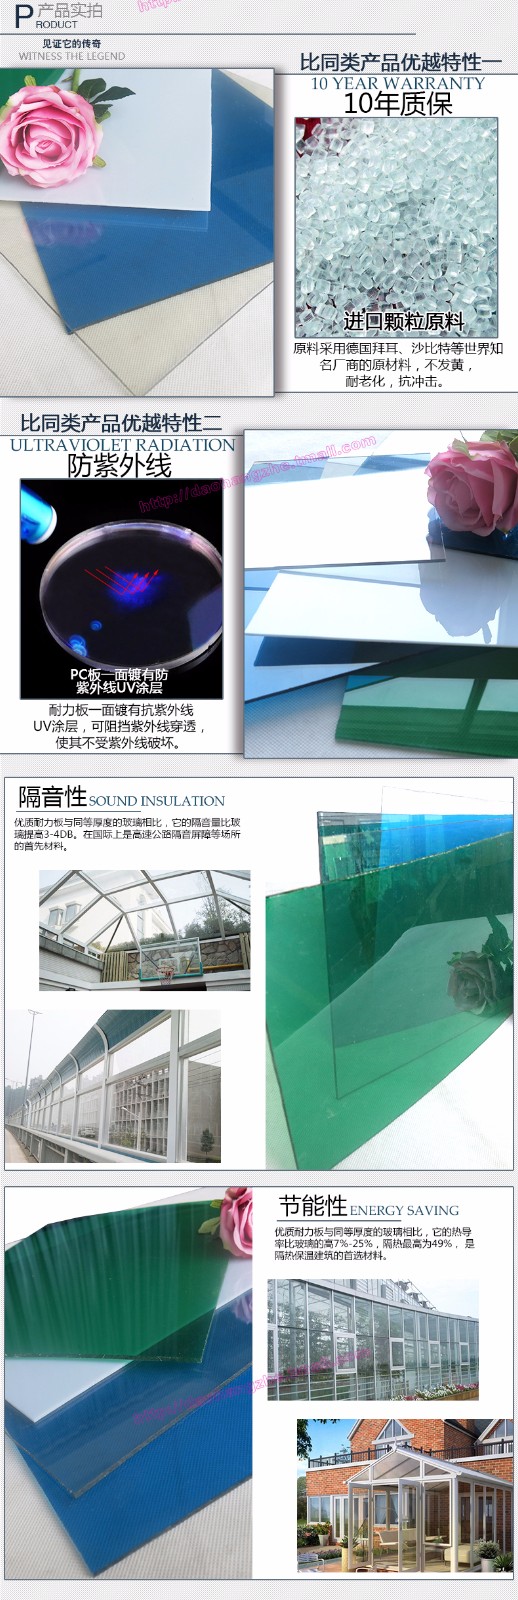 P 产品实拍
RODUCT
见证它的传奇
WITNESS THE LEGEND
比同类产品优越特性一
10 YEAR WARRANTY
10年质保
进口颗粒原料
原料采用德国拜耳、沙比特等世界知
名厂商的原材料，不发黄，
耐老化，抗冲击。
比同类产品优越特性二
ULTRAVIOLET RADIATION
防紫外线
PC板一面镀有防
紫外线UV涂层
耐力板一面镀有抗紫外线
UV涂层，可阻挡紫外线穿透，
使其不受紫外线破坏。
隔音性 SOUND INSULATION
优质耐力板与同等厚度的玻璃相比，它的隔音量比玻
璃提高3-4DB。在国际上是高速公路隔音屏障等场所
的首先材料。
节能性 ENERGY SAVING
优质耐力板与同等厚度的玻璃相比，它的热导
率比玻璃的高7%-25%，隔热最高为49%， 是
隔热保温建筑的首选材料。